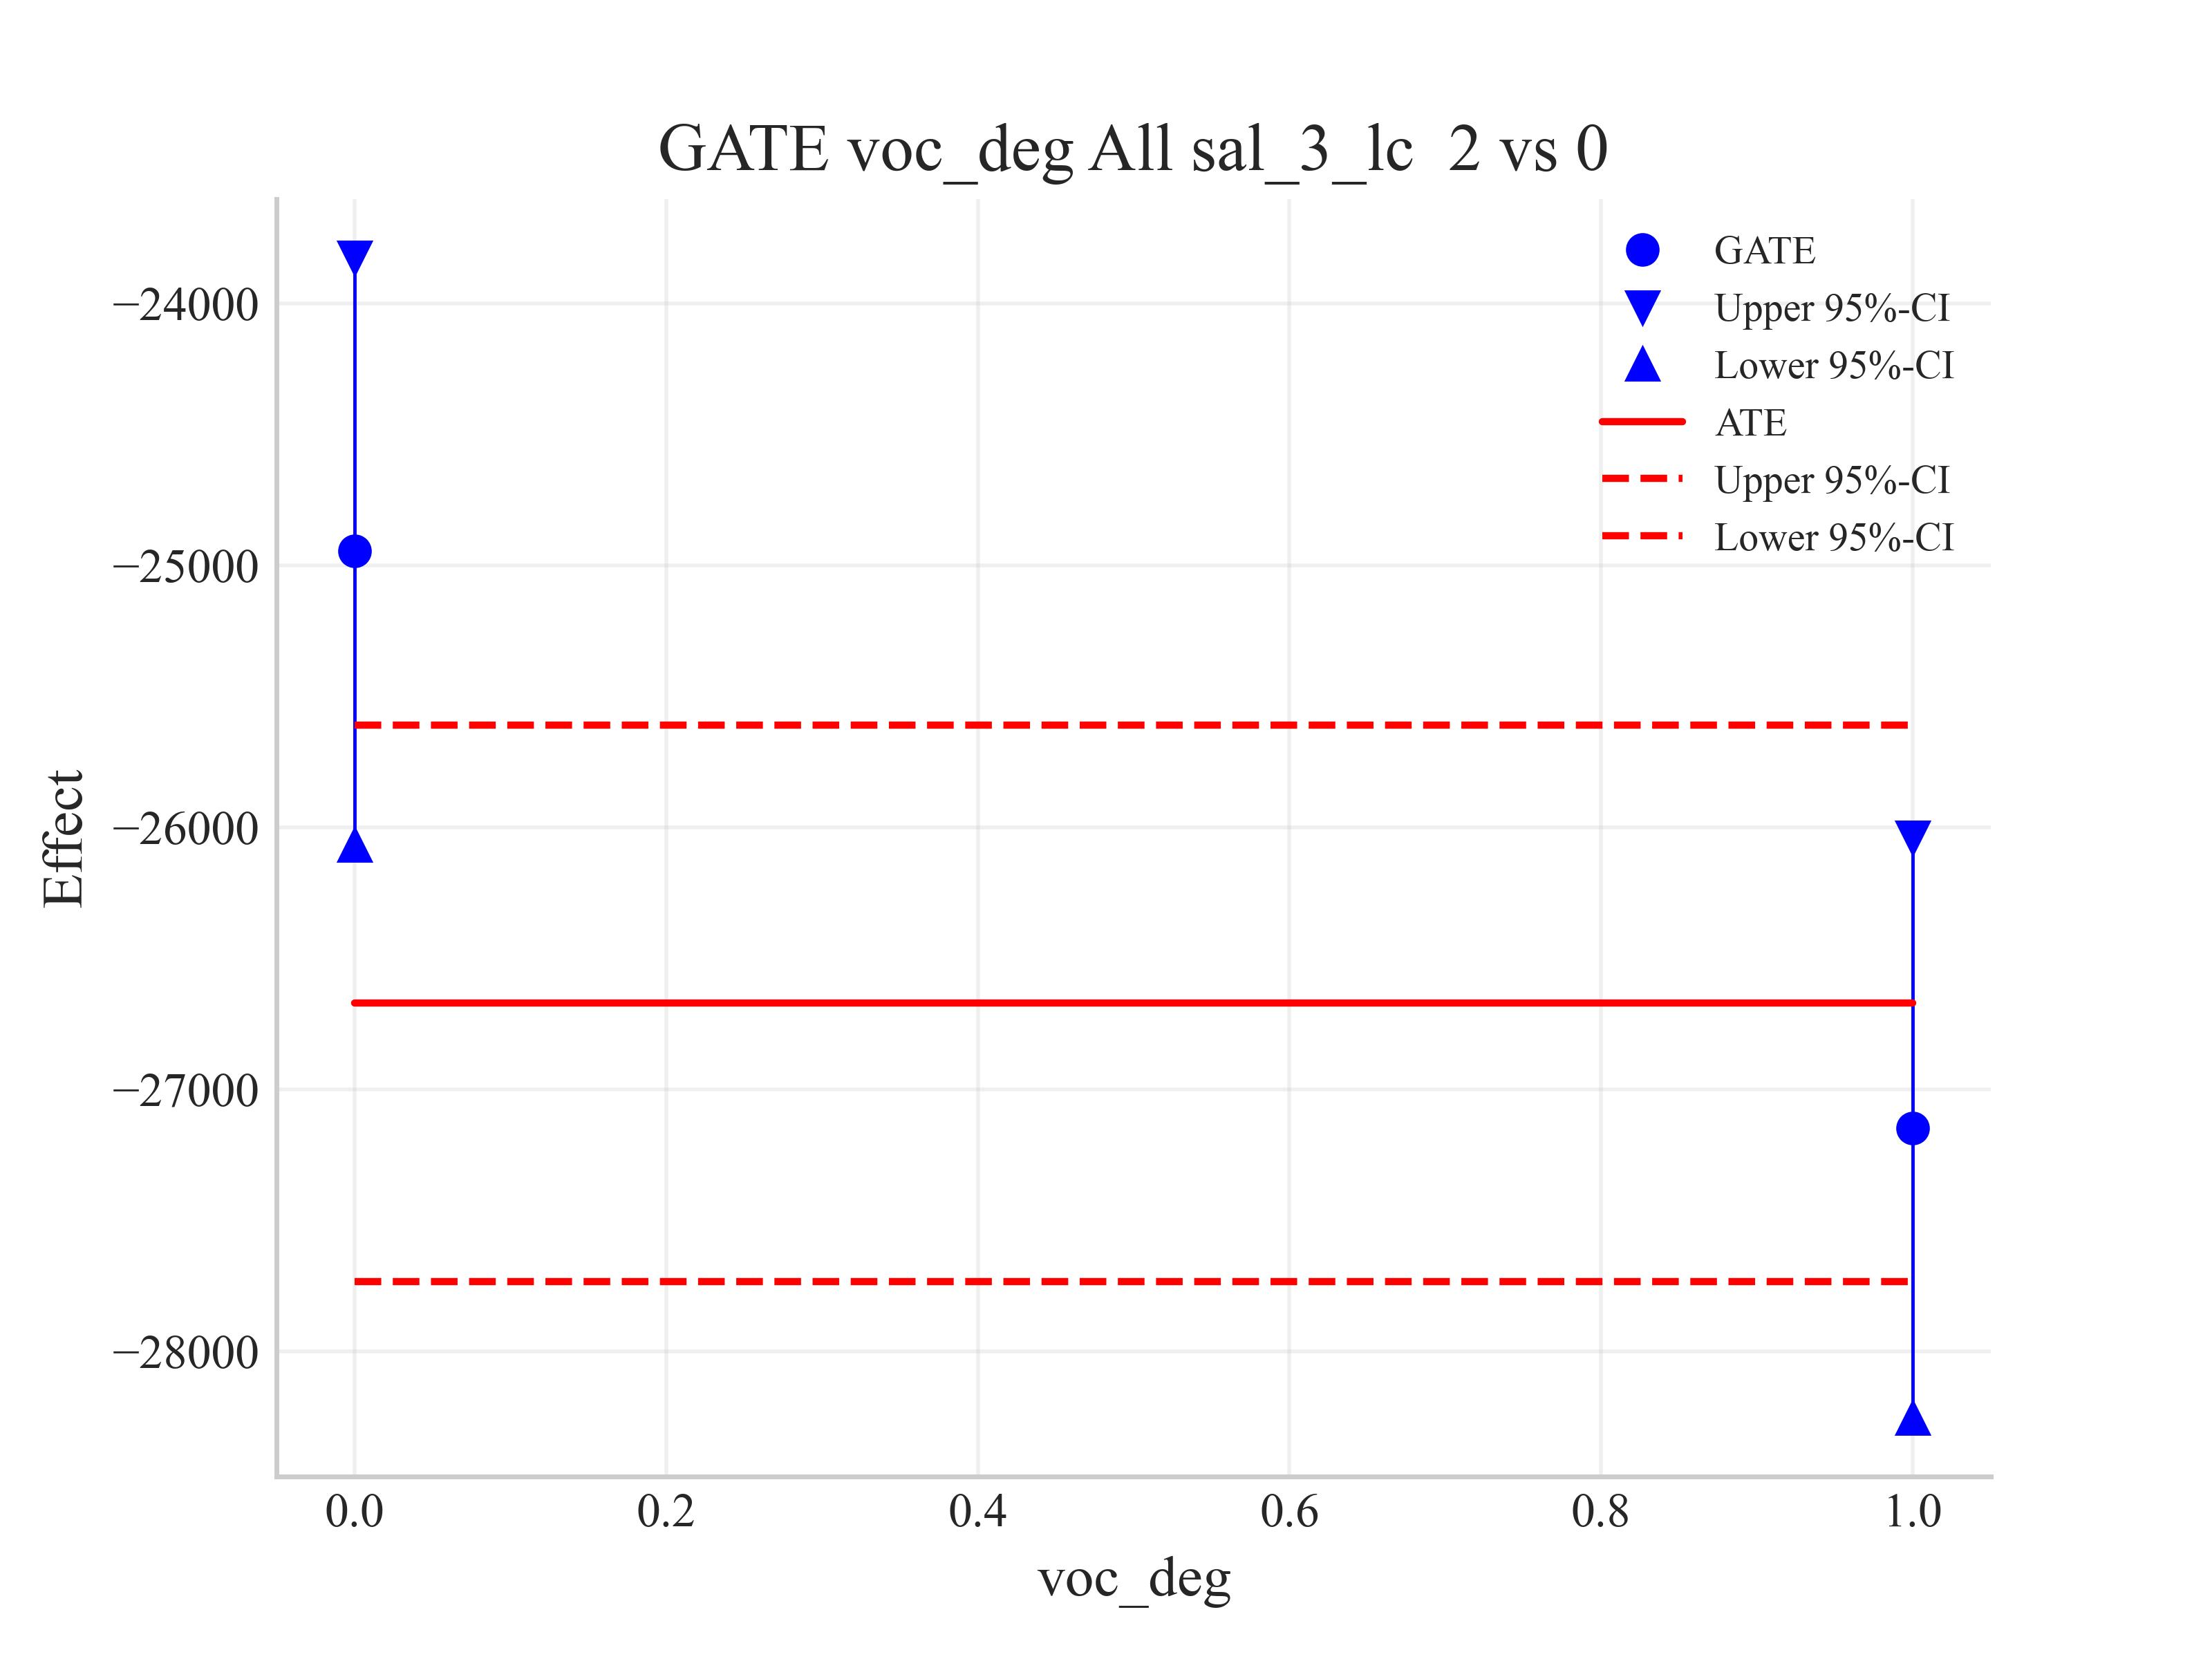 GATE voc_deg All sal_3_lc 2 vs 0
GATE
Upper 95%-CI
Lower 95%-CI
ATE
Upper 95%-CI
Lower 95%-CI
Effect
−24000
−25000
−26000
−27000
−28000
0.0 0.2 0.4 0.6 0.8 1.0
voc_deg